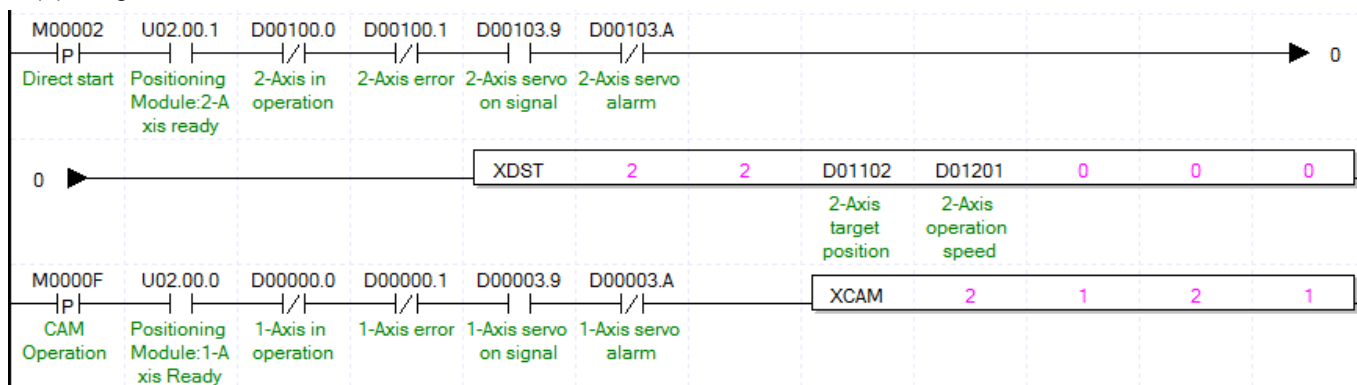 M00002 U02.00.1 D00100.0 D00100.1 D00103.9 D00103.A
P 0
Direct start Positioning 2-Axis in 2-Axis error 2-Axis servo 2-Axis servo
Module:2-A operation on signal alarm
xis ready
0 XDST 2 2 D01102 D01201 0 0 0
2-Axis 2-Axis
target operation
position speed
M0000F U02.00.0 D00000.0 D00000.1 D00003.9 D00003.A
P XCAM 2 1 2 1
CAM Positioning 1-Axis in 1-Axis error 1-Axis servo 1-Axis servo
Operation Module:1-A operation on signal alarm
xis Ready